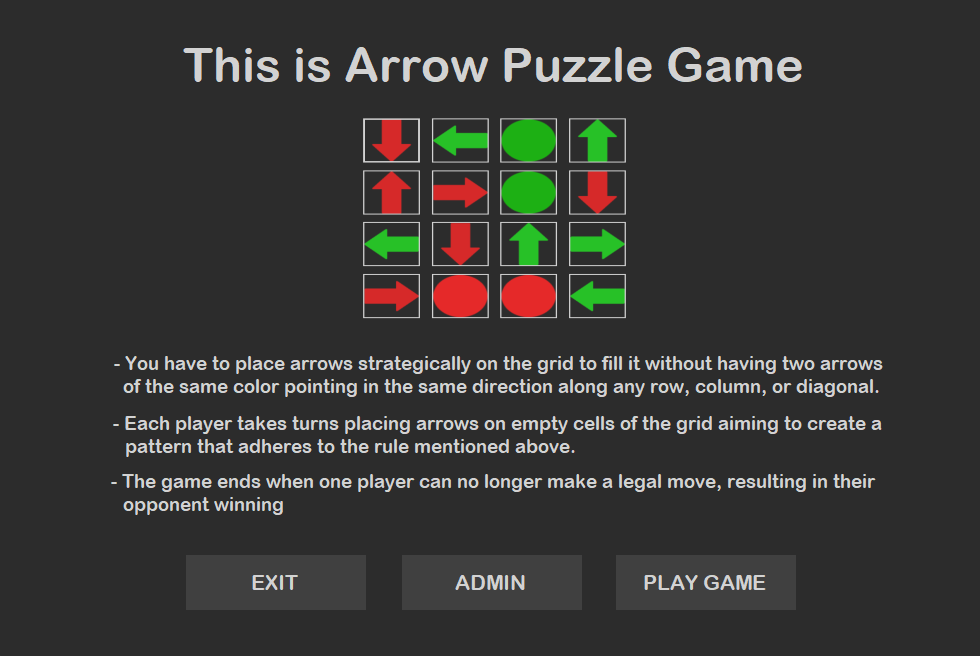 This is Arrow Puzzle Game
- You have to place arrows strategically on the grid to fill it without having two arrows
of the same color pointing in the same direction along any row, column, or diagonal.
- Each player takes turns placing arrows on empty cells of the grid aiming to create a
pattern that adheres to the rule mentioned above.
- The game ends when one player can no longer make a legal move, resulting in their
opponent winning
EXIT
ADMIN
PLAY GAME